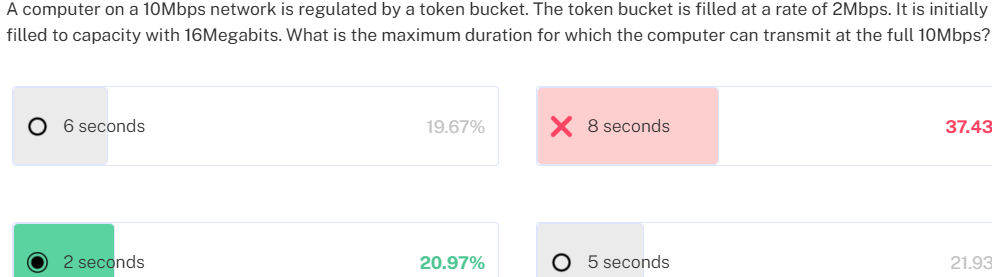 A computer on a 10Mbps network is regulated by a token bucket. The token bucket is filled at a rate of 2Mbps. It is initially
filled to capacity with 16Megabits. What is the maximum duration for which the computer can transmit at the full 10Mbps?
6 seconds 19.67%
8 seconds 37.43
2 seconds 20.97%
5 seconds 21.93